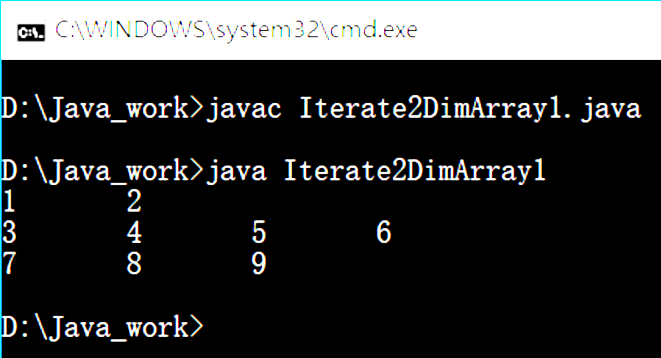 C:\WINDOWS\system32\cmd.exe
D:\Java_work>javac Iterate2DimArray1.java
D:\Java_work>java Iterate2DimArray1
1 2
3 4 5 6
7 8 9
D:\Java_work>